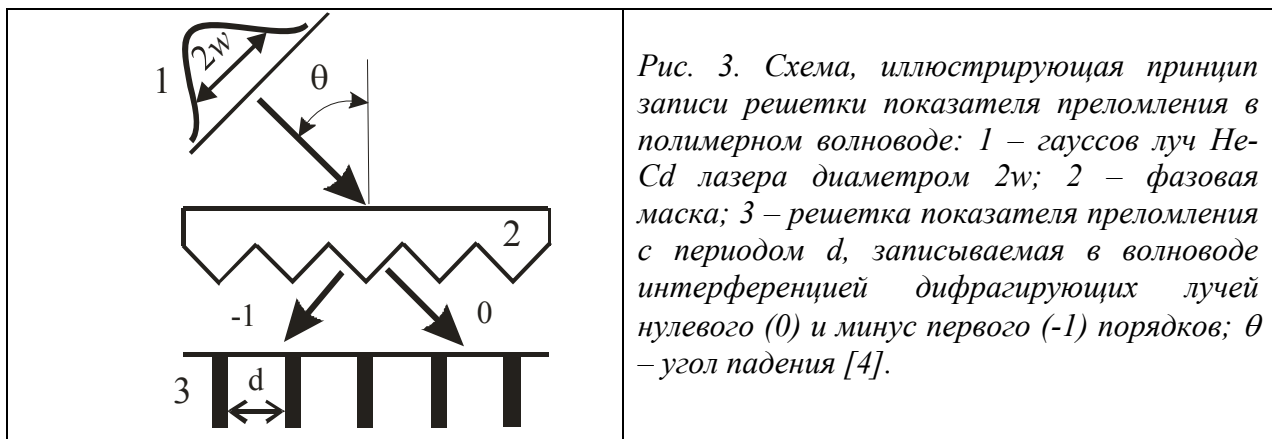 2w
1
θ
2
-1
0
3
d
Рис. 3. Схема, иллюстрирующая принцип
записи решетки показателя преломления в
полимерном волноводе: 1 – гауссов луч He-
Cd лазера диаметром 2w; 2 – фазовая
маска; 3 – решетка показателя преломления
с периодом d, записываемая в волноводе
интерференцией дифрагирующих лучей
нулевого (0) и минус первого (-1) порядков; θ
– угол падения [4].